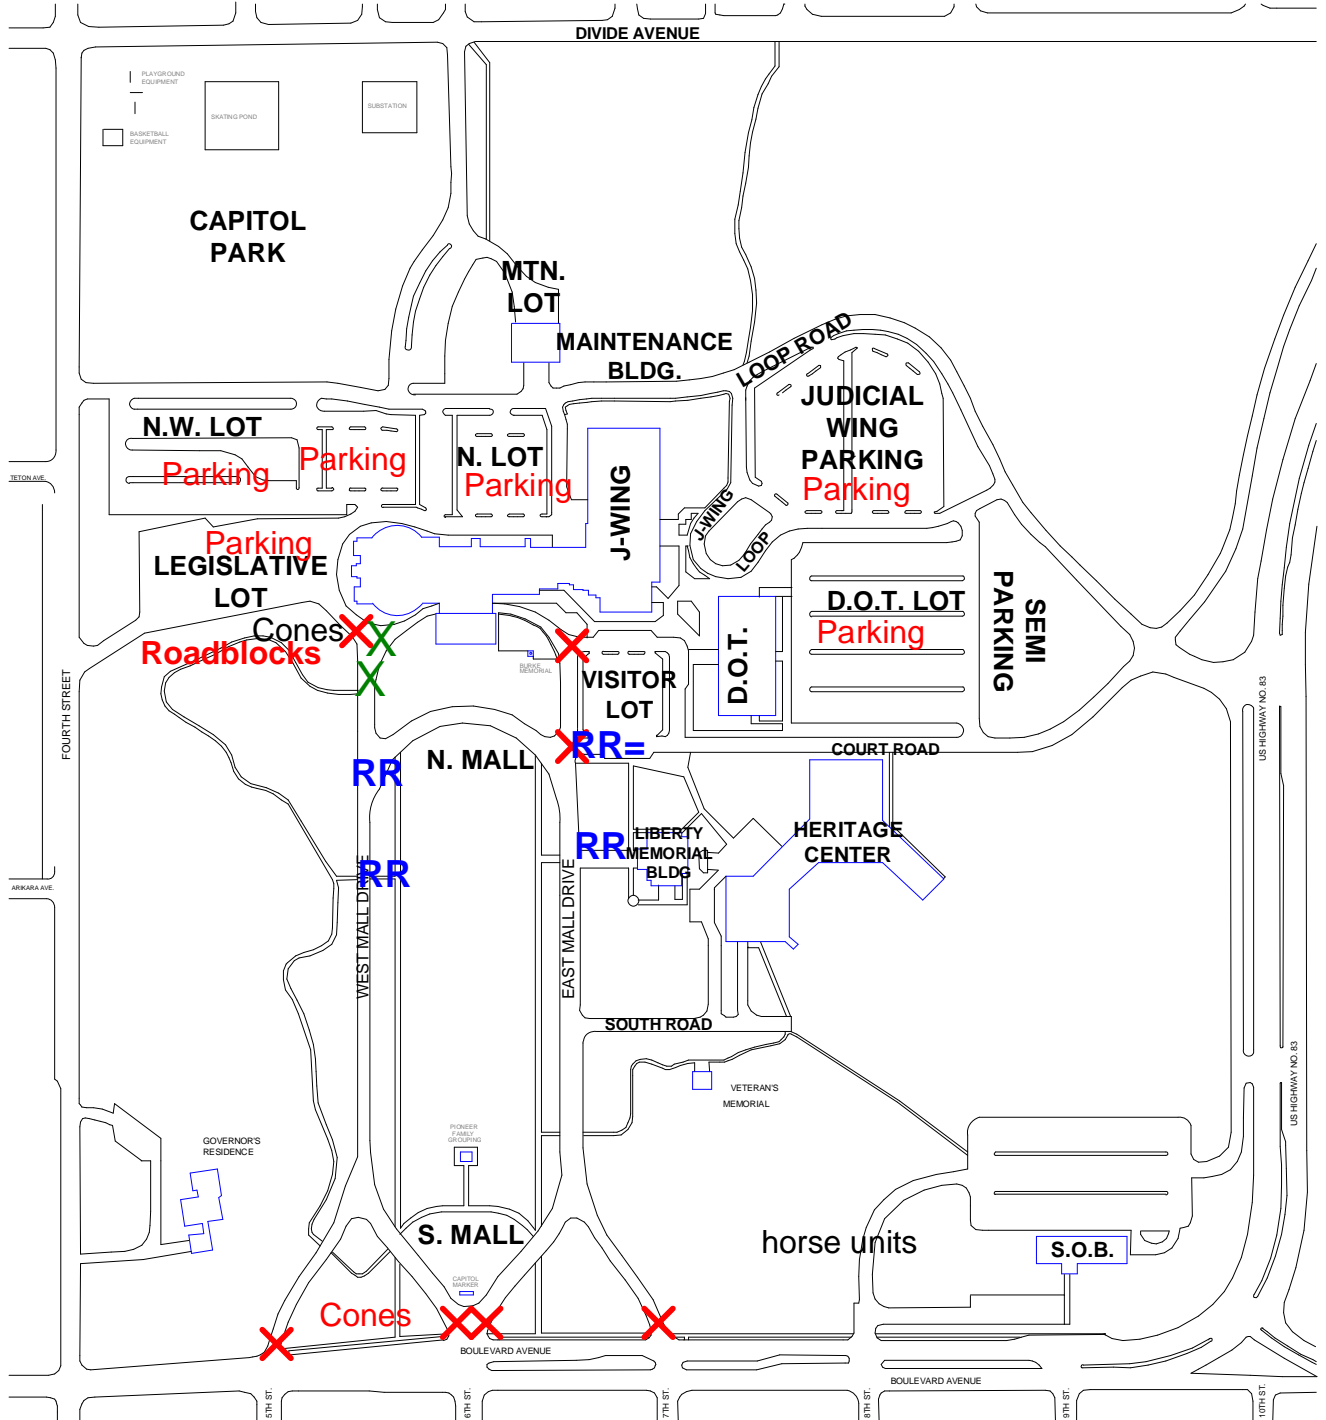 DIVIDE AVENUE
PLAYGROUND
EQUIPMENT
SKATING POND
SUBSTATION
BASKETBALL
EQUIPMENT
CAPITOL
PARK
MTN.
LOT
MAINTENANCE
BLDG.
LOOP ROAD
JUDICIAL
WING
PARKING
Parking
N.W. LOT
Parking
Parking
N. LOT
Parking
TETON AVE.
J-WING
J-WING
LOOP
Parking
LEGISLATIVE
LOT
D.O.T. LOT
Parking
SEMI
PARKING
D.O.T.
Cones
X
Roadblocks
X
BURKE
MEMORIAL
VISITOR
LOT
FOURTH STREET
US HIGHWAY NO. 83
RR=
COURT ROAD
N. MALL
RR
RR
LIBERTY
MEMORIAL
BLDG
HERITAGE
CENTER
RR
ARIKARA AVE.
WEST MALL DRIVE
EAST MALL DRIVE
SOUTH ROAD
US HIGHWAY NO. 83
VETERAN'S
MEMORIAL
PIONEER
FAMILY
GROUPING
GOVERNOR'S
RESIDENCE
S. MALL
horse units
S.O.B.
CAPITOL
MARKER
Cones
BOULEVARD AVENUE
BOULEVARD AVENUE
5TH ST.
6TH ST.
7TH ST.
8TH ST.
9TH ST.
10TH ST.